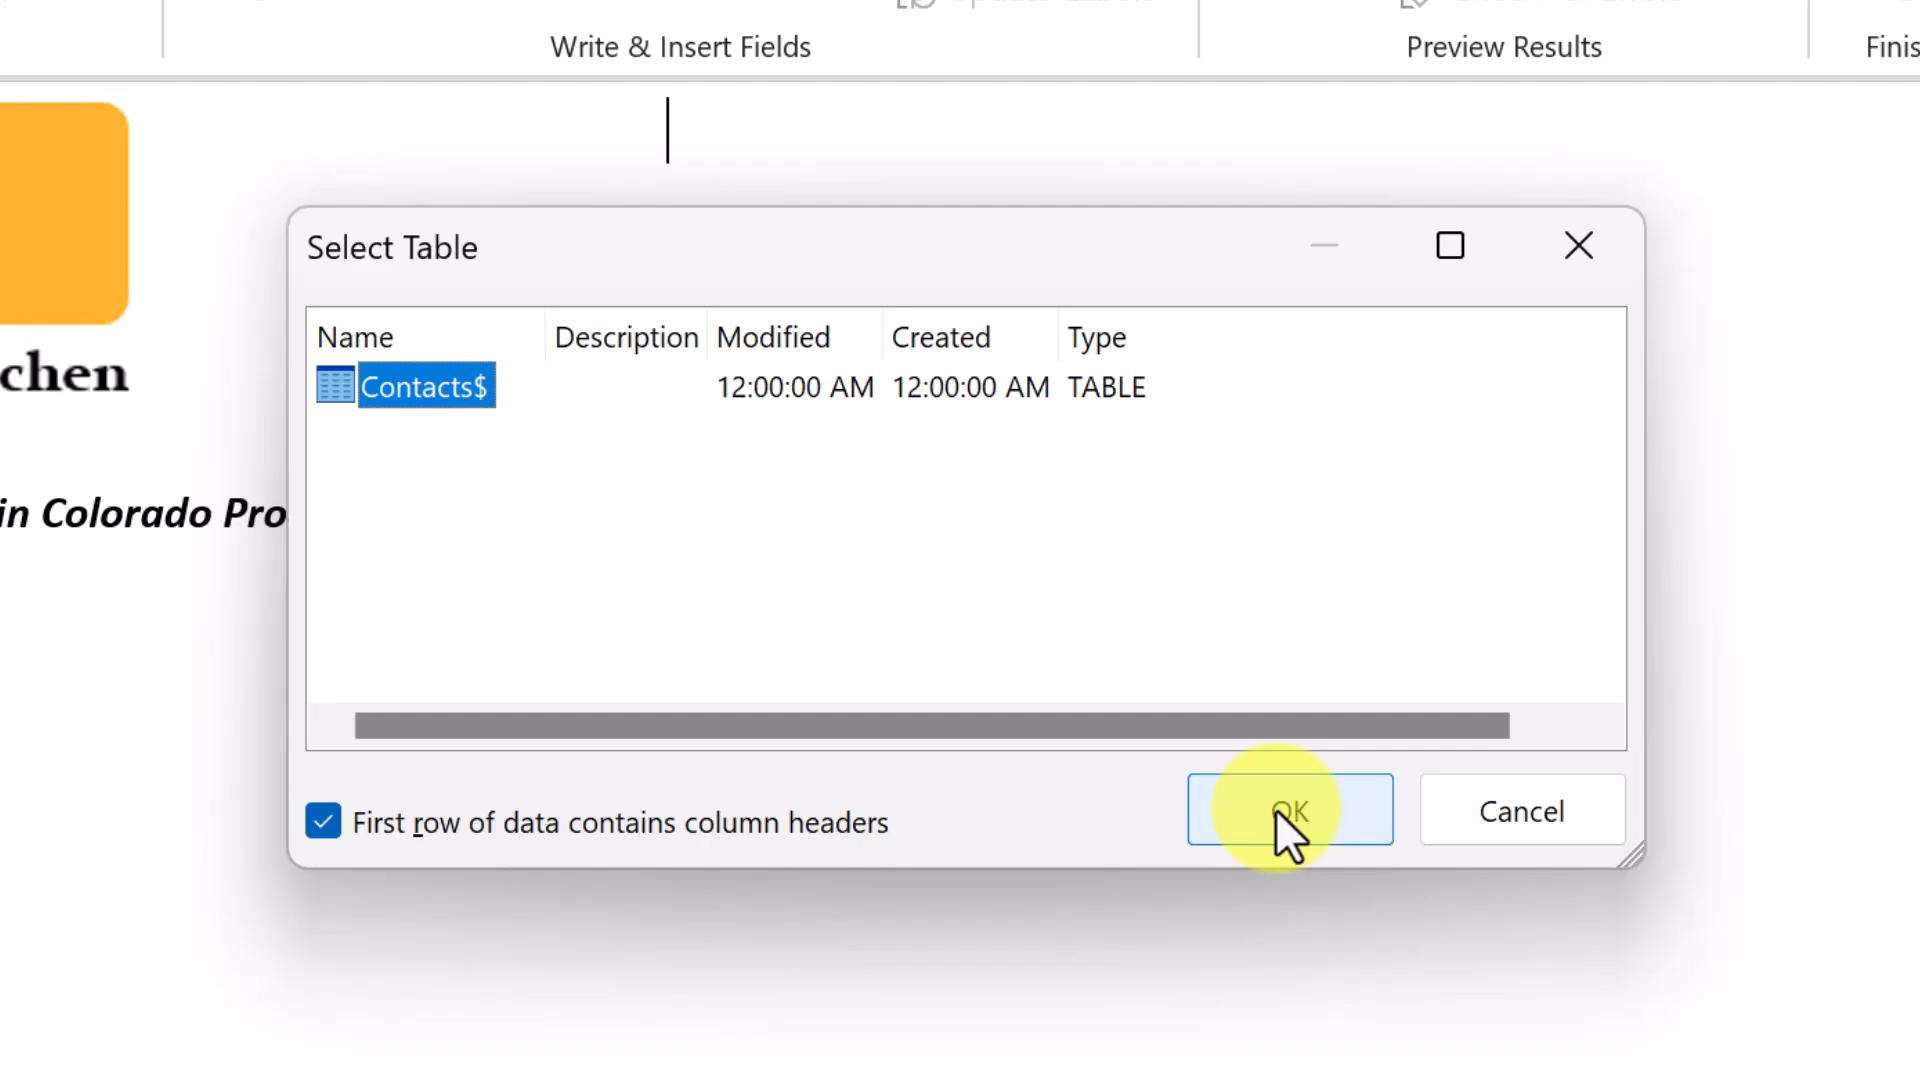 Write & Insert Fields
Preview Results
Finis
chen
in Colorado Pro
Select Table
Name Description Modified Created Type
Contacts$ 12:00:00 AM 12:00:00 AM TABLE
First row of data contains column headers
OK
Cancel